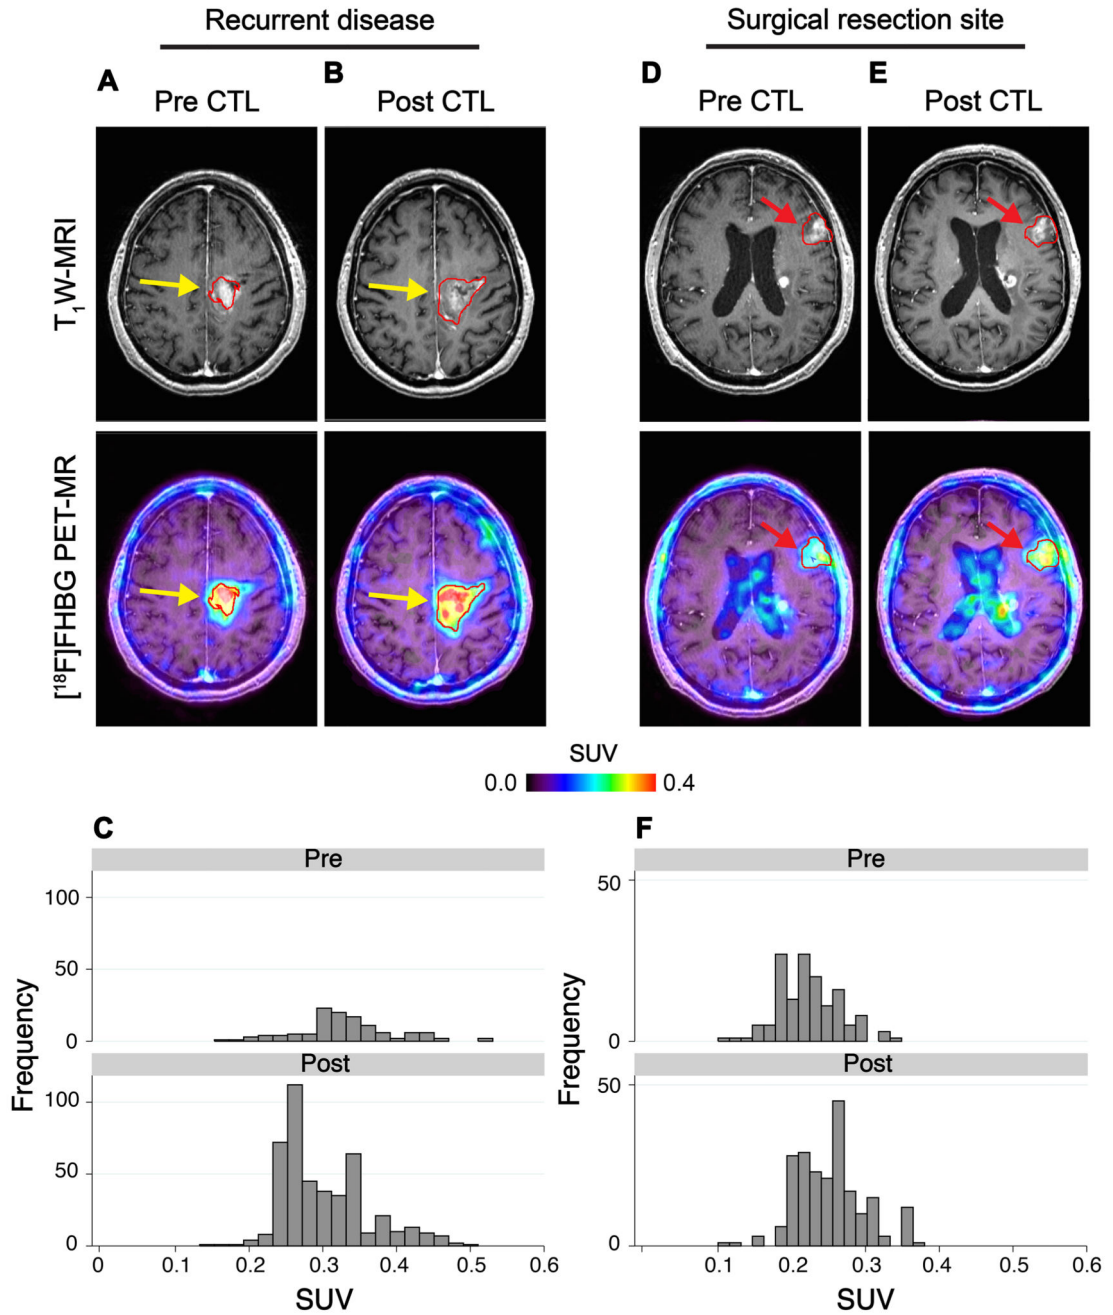 Recurrent disease
Surgical resection site
A
B
D
E
Pre CTL
Post CTL
Pre CTL
Post CTL
T1W-MRI
[18F]FHBG PET-MR
SUV
0.0
0.4
C
F
Pre
Pre
100
50
0
50
0
Post
Post
100
50
0
50
0
Frequency
Frequency
0 0.1 0.2 0.3 0.4 0.5 0.6
0.1 0.2 0.3 0.4 0.5 0.6
SUV
SUV